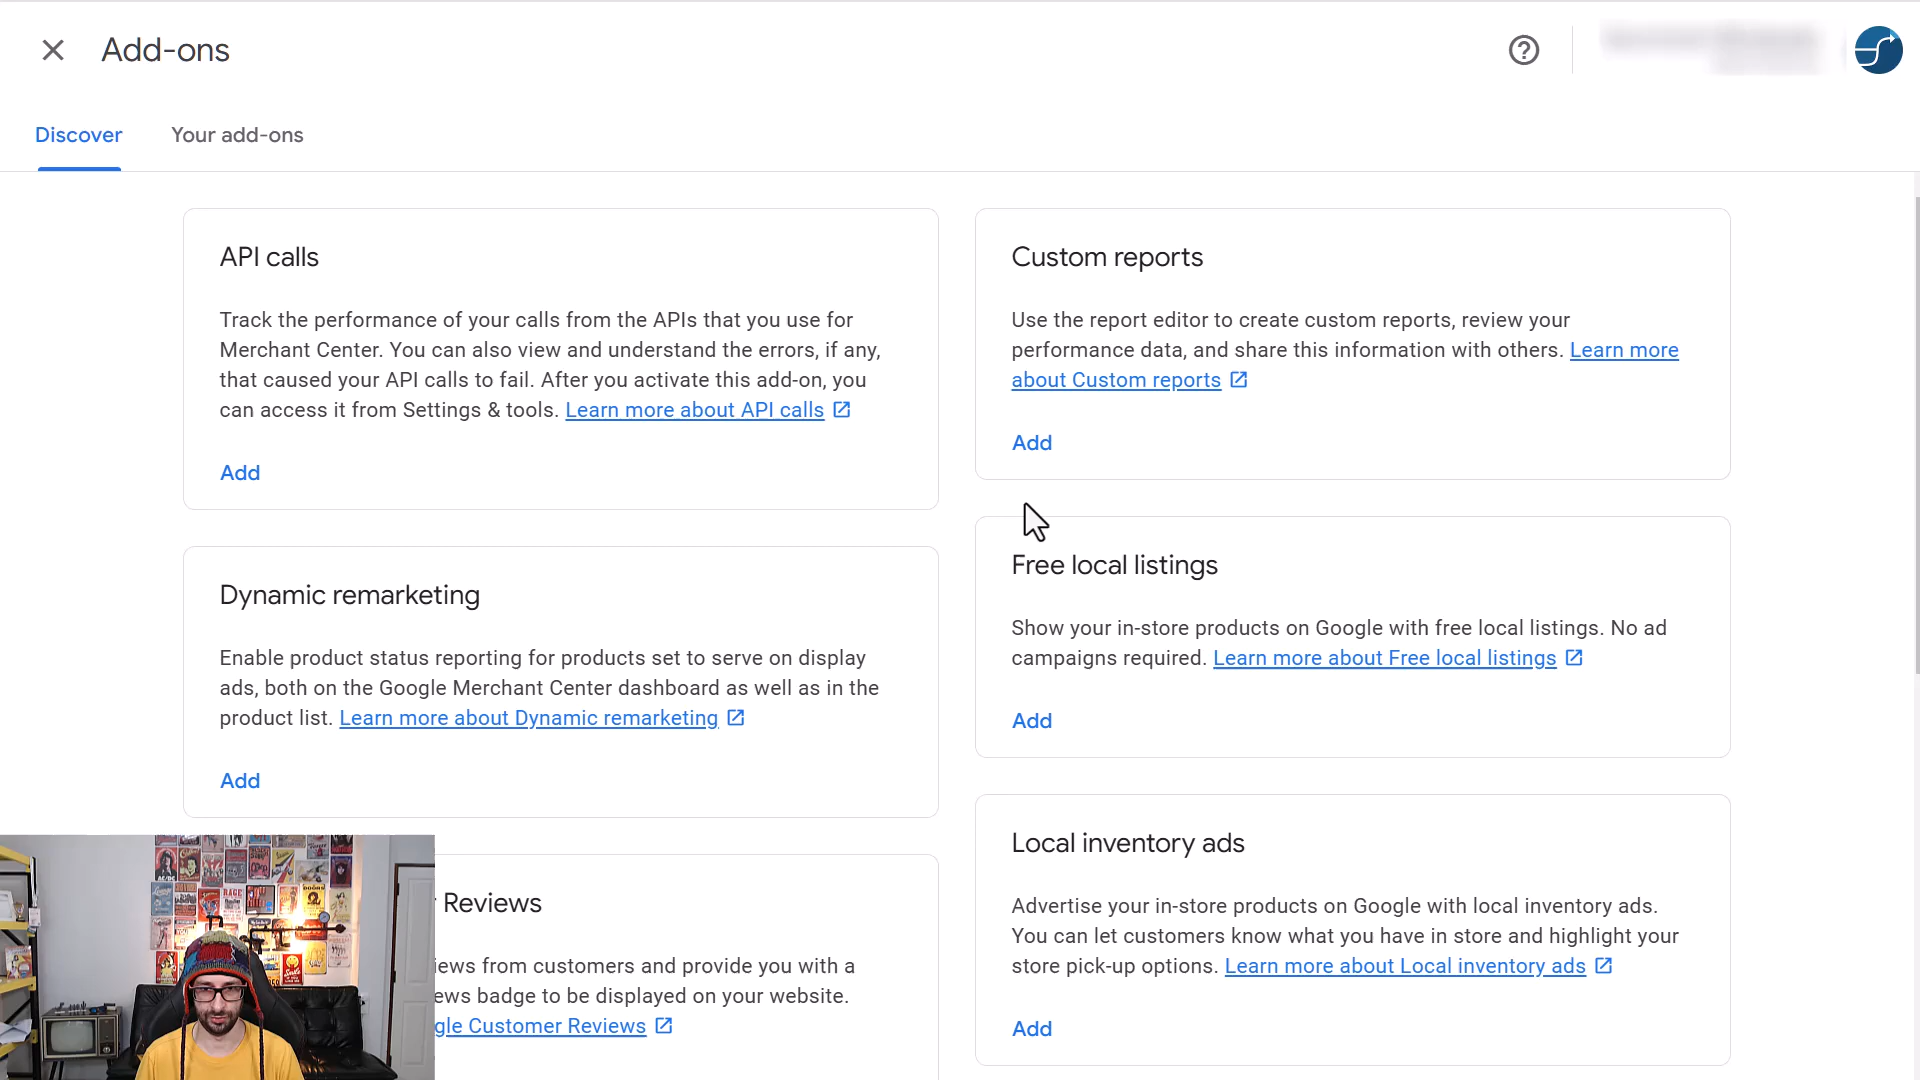 Add-ons
Discover
Your add-ons
API calls
Track the performance of your calls from the APIs that you use for
Merchant Center. You can also view and understand the errors, if any,
that caused your API calls to fail. After you activate this add-on, you
can access it from Settings & tools. Learn more about API calls
Add
Custom reports
Use the report editor to create custom reports, review your
performance data, and share this information with others. Learn more
about Custom reports
Add
Dynamic remarketing
Enable product status reporting for products set to serve on display
ads, both on the Google Merchant Center dashboard as well as in the
product list. Learn more about Dynamic remarketing
Add
Free local listings
Show your in-store products on Google with free local listings. No ad
campaigns required. Learn more about Free local listings
Add
Reviews
from customers and provide you with a
badge to be displayed on your website.
Customer Reviews
Local inventory ads
Advertise your in-store products on Google with local inventory ads.
You can let customers know what you have in store and highlight your
store pick-up options. Learn more about Local inventory ads
Add